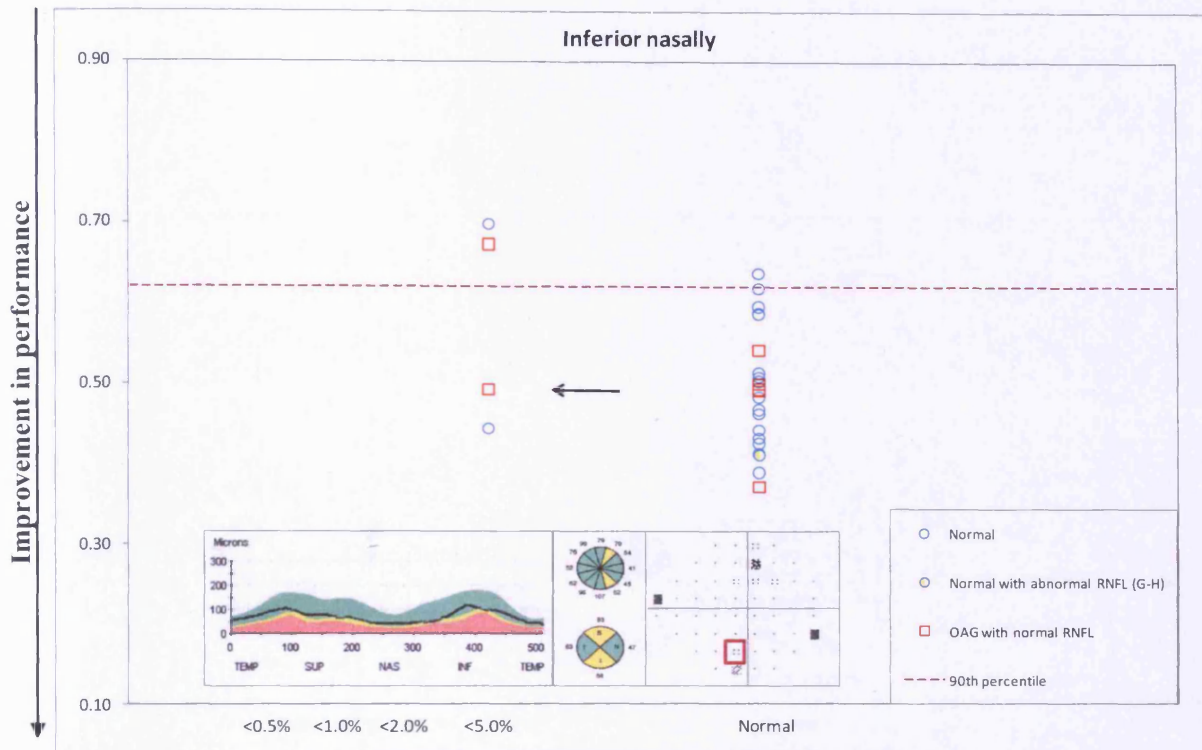 Inferior nasally
0.90
0.70
0.50
0.30
0.10
Improvement in performance
<0.5% <1.0% <2.0% <5.0% Normal
Microns
300
200
100
0
0 100 200 300 400 500
TEMP SUP NAS INF TEMP
Normal
Normal with abnormal RNFL (G-H)
OAG with normal RNFL
90th percentile